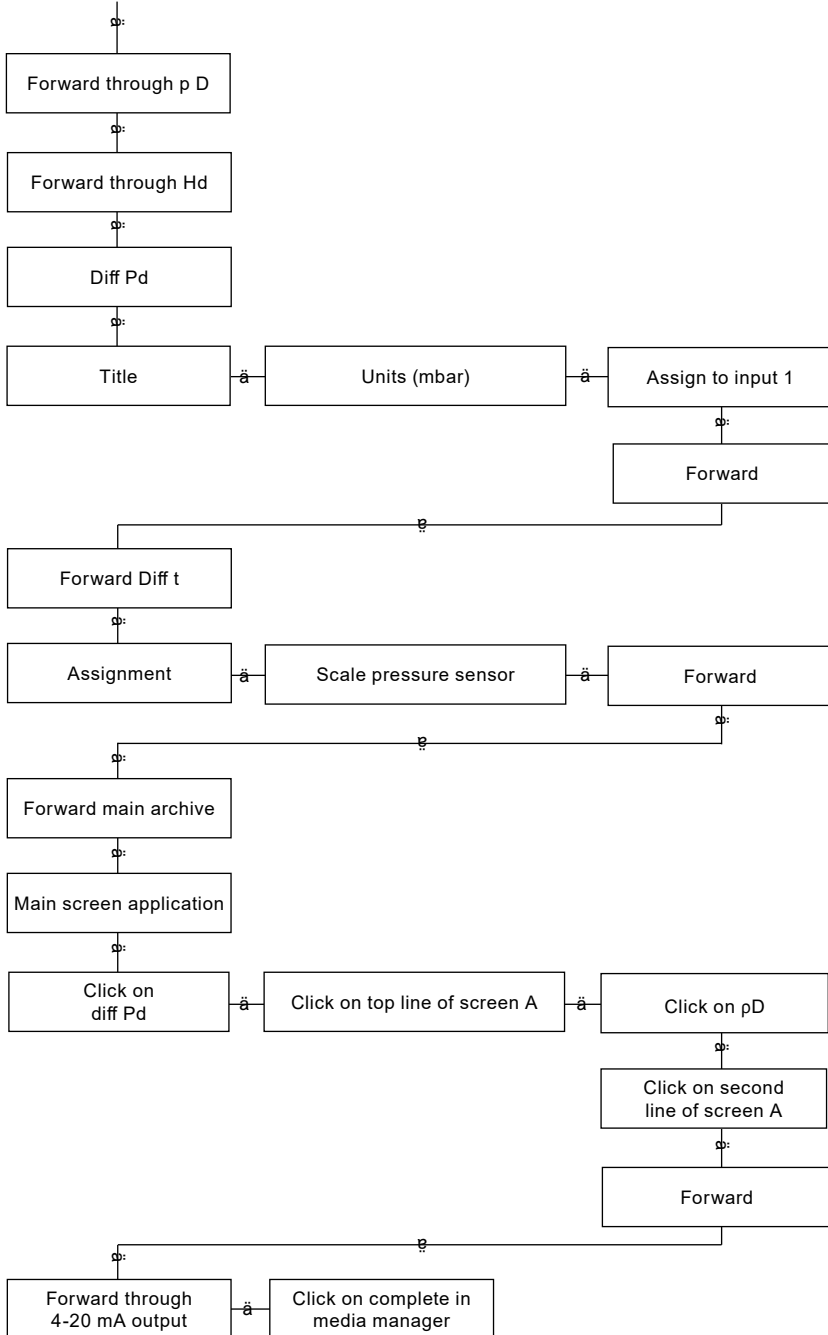 ä
Forward through p D
ä
Forward through Hd
ä
Diff Pd
ä
Title
ä
Units (mbar)
ä
Assign to input 1
ä
Forward
ä
Forward Diff t
ä
Assignment
ä
Scale pressure sensor
ä
Forward
ä
ä
ä
Forward main archive
ä
Main screen application
ä
Click on
diff Pd
ä
Click on top line of screen A
ä
Click on ρD
ä
Click on second
line of screen A
ä
Forward
ä
ä
Forward through
4-20 mA output
ä
Click on complete in
media manager